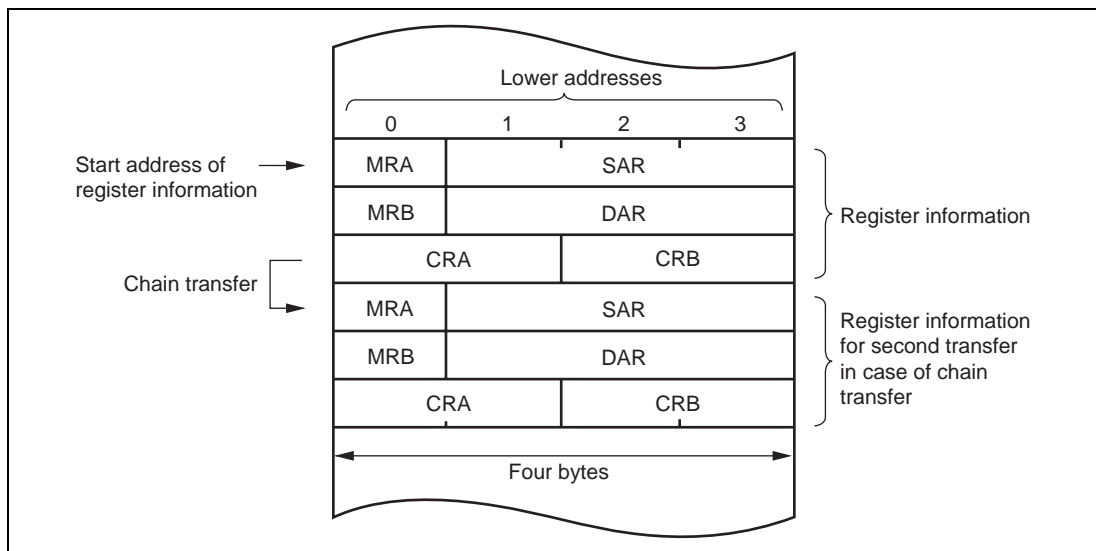 Lower addresses
0 1 2 3
Start address of
register information
MRA SAR
MRB DAR
CRA CRB
Register information
Chain transfer
MRA SAR
MRB DAR
CRA CRB
Register information
for second transfer
in case of chain
transfer
Four bytes